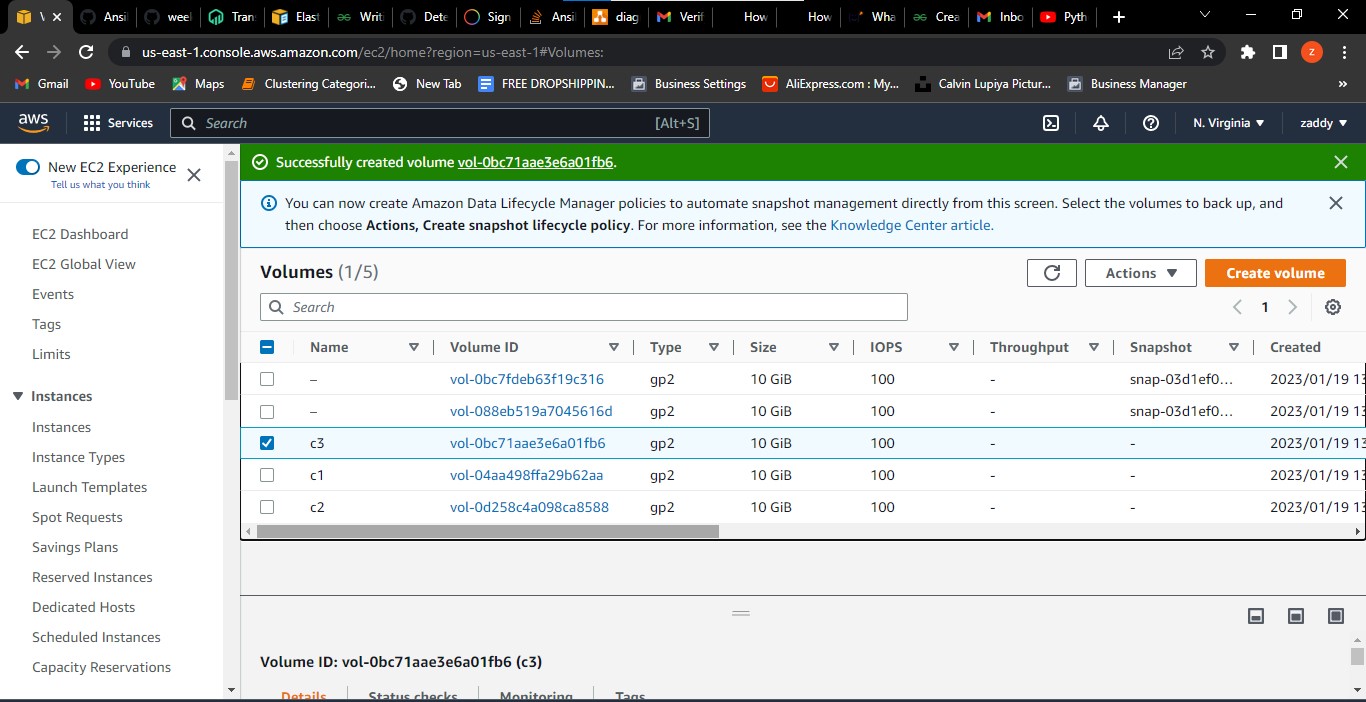 V Ansi weel Tran Elast Writ Dete Sign Ansi diag Verif How How Wha Crea Inbo Pyth
us-east-1.console.aws.amazon.com/ec2/home?region=us-east-1#Volumes: z
Gmail YouTube Maps Clustering Categori... New Tab FREE DROPSHIPPIN... Business Settings AliExpress.com : My... Calvin Lupiya Pictur... Business Manager »
aws Services Search [Alt+S] N. Virginia zaddy
New EC2 Experience
Tell us what you think
EC2 Dashboard
EC2 Global View
Events
Tags
Limits
Instances
Instances
Instance Types
Launch Templates
Spot Requests
Savings Plans
Reserved Instances
Dedicated Hosts
Scheduled Instances
Capacity Reservations
Successfully created volume vol-0bc71aae3e6a01fb6.
You can now create Amazon Data Lifecycle Manager policies to automate snapshot management directly from this screen. Select the volumes to back up, and
then choose Actions, Create snapshot lifecycle policy. For more information, see the Knowledge Center article.
Volumes (1/5) Actions Create volume
Search 1
Name Volume ID Type Size IOPS Throughput Snapshot Created
– vol-0bc7fdeb63f19c316 gp2 10 GiB 100 - snap-03d1ef0... 2023/01/19 13
– vol-088eb519a7045616d gp2 10 GiB 100 - snap-03d1ef0... 2023/01/19 13
c3 vol-0bc71aae3e6a01fb6 gp2 10 GiB 100 - - 2023/01/19 13
c1 vol-04aa498ffa29b62aa gp2 10 GiB 100 - - 2023/01/19 13
c2 vol-0d258c4a098ca8588 gp2 10 GiB 100 - - 2023/01/19 13
Volume ID: vol-0bc71aae3e6a01fb6 (c3)
Details Status checks Monitoring Tags